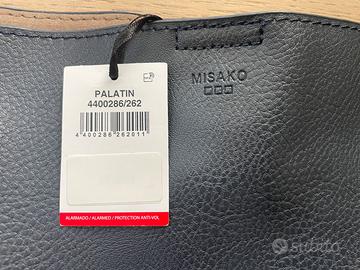 PALATIN
4400286/262
4 400286 262011
ALARMADO / ALARMED / PROTECTION ANTI-VOL
MISAKO
subito